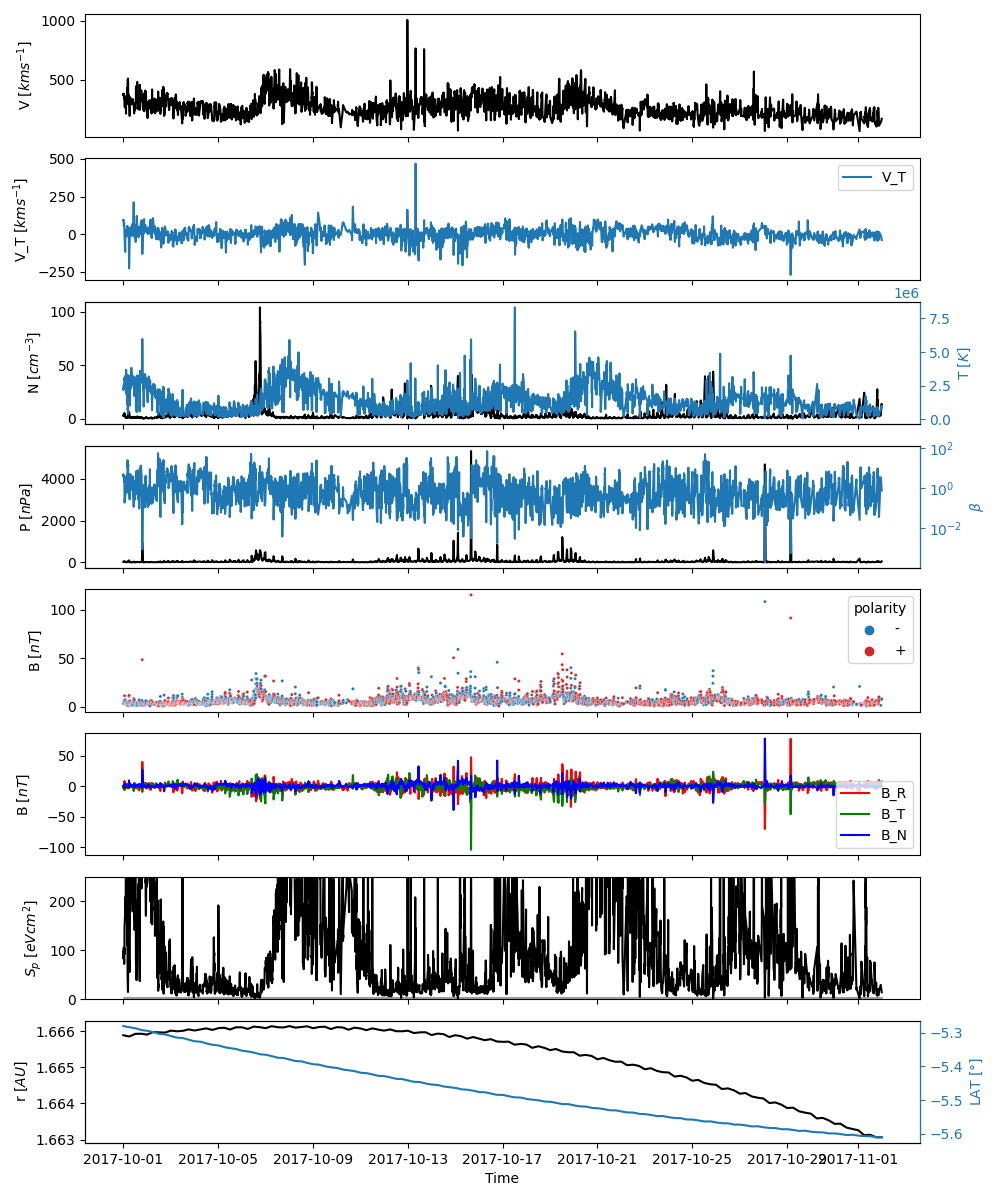 1000
500
V [kms⁻¹]
500
250
0
−250
V_T [kms⁻¹]
V_T
1e6
100
50
0
N [cm⁻³]
7.5
5.0
2.5
0.0
T [K]
4000
2000
0
P [nPa]
10²
10⁰
10⁻²
β
100
50
0
B [nT]
polarity
-
+
50
0
−50
−100
B [nT]
B_R
B_T
B_N
200
100
0
Sₚ [eVcm²]
1.666
1.665
1.664
1.663
r [AU]
−5.3
−5.4
−5.5
−5.6
LAT [°]
2017-10-01 2017-10-05 2017-10-09 2017-10-13 2017-10-17 2017-10-21 2017-10-25 2017-10-29 2017-11-01
Time